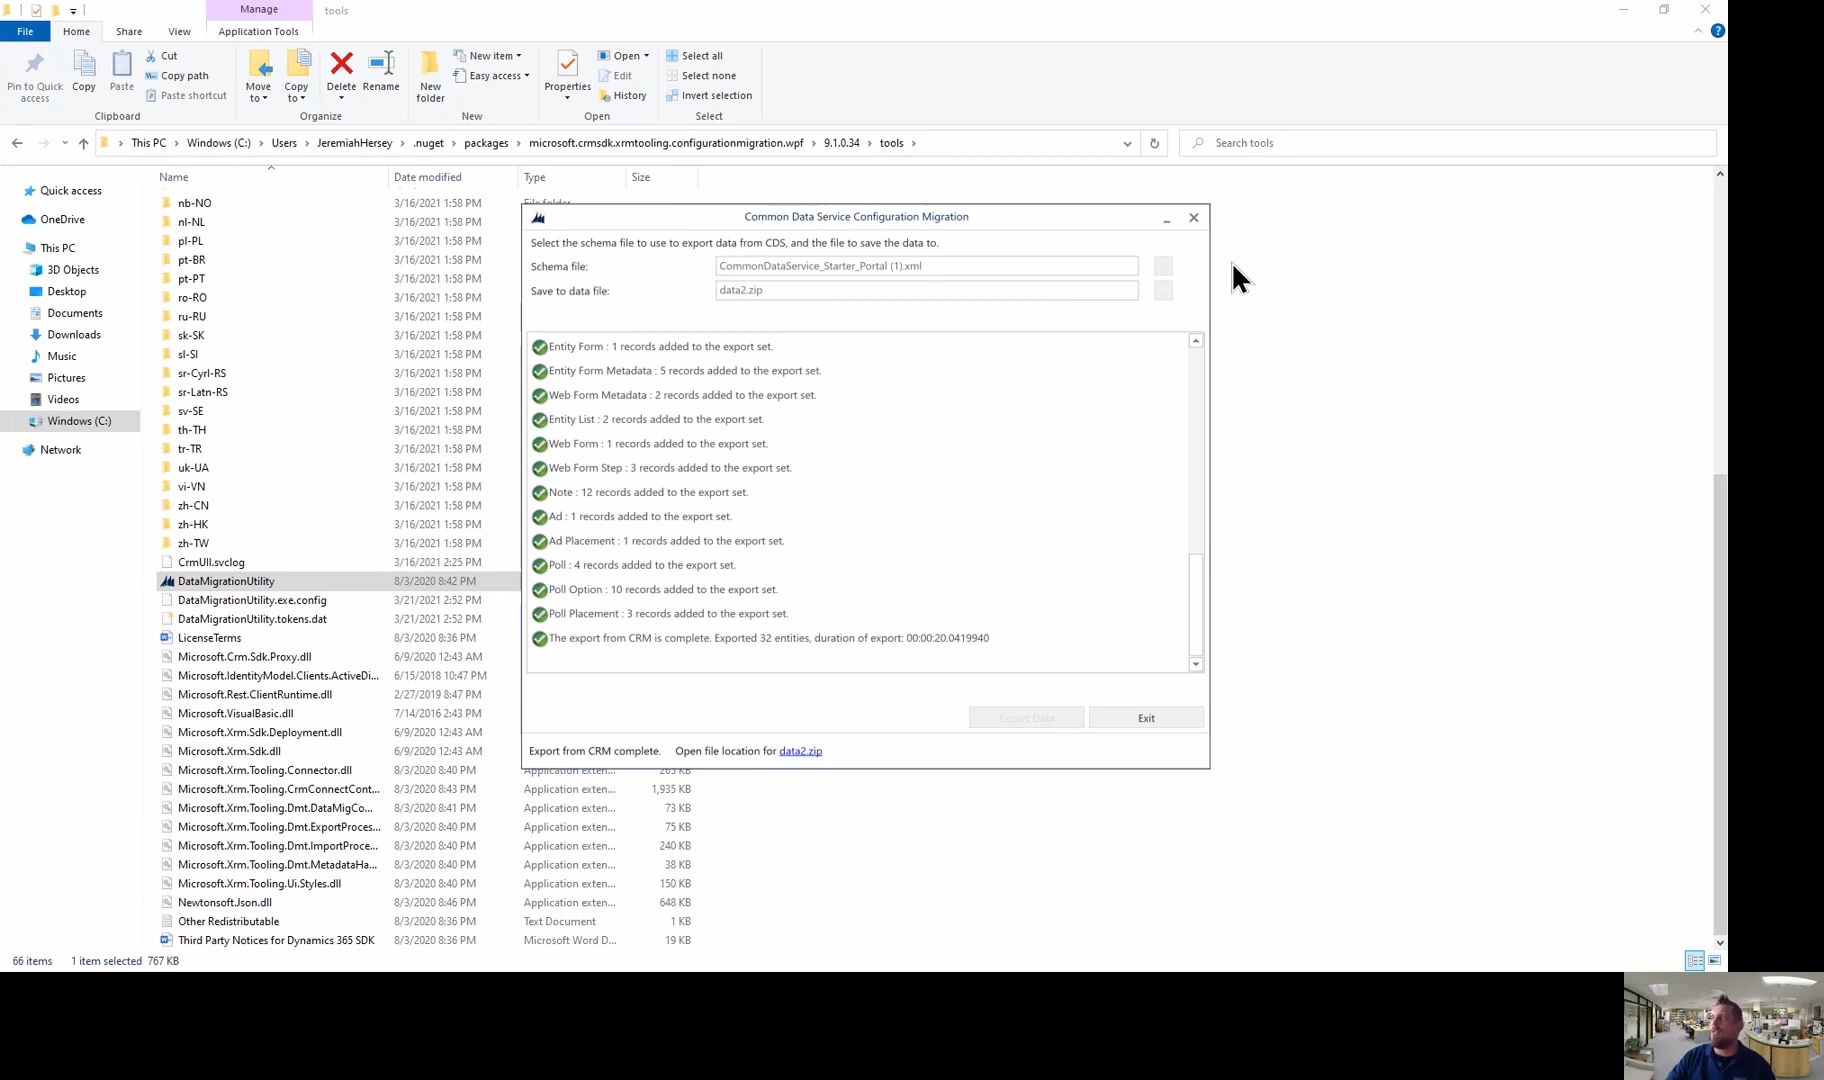 Manage
tools
File
Home
Share
View
Application Tools
Pin to Quick access
Copy
Paste
Cut
Copy path
Paste shortcut
Clipboard
Move to
Copy to
Delete
Rename
Organize
New folder
New item
Easy access
New
Properties
Open
Edit
History
Open
Select all
Select none
Invert selection
Select
This PC > Windows (C:) > Users > JeremiahHersey > .nuget > packages > microsoft.crmsdk.xrmtooling.configurationmigration.wpf > 9.1.0.34 > tools >
Search tools
Quick access
OneDrive
This PC
3D Objects
Desktop
Documents
Downloads
Music
Pictures
Videos
Windows (C:)
Network
Name Date modified Type Size
nb-NO 3/16/2021 1:58 PM File folder
nl-NL 3/16/2021 1:58 PM
pl-PL 3/16/2021 1:58 PM
pt-BR 3/16/2021 1:58 PM
pt-PT 3/16/2021 1:58 PM
ro-RO 3/16/2021 1:58 PM
ru-RU 3/16/2021 1:58 PM
sk-SK 3/16/2021 1:58 PM
sl-SI 3/16/2021 1:58 PM
sr-Cyrl-RS 3/16/2021 1:58 PM
sr-Latn-RS 3/16/2021 1:58 PM
sv-SE 3/16/2021 1:58 PM
th-TH 3/16/2021 1:58 PM
tr-TR 3/16/2021 1:58 PM
uk-UA 3/16/2021 1:58 PM
vi-VN 3/16/2021 1:58 PM
zh-CN 3/16/2021 1:58 PM
zh-HK 3/16/2021 1:58 PM
zh-TW 3/16/2021 1:58 PM
CrmUII.svclog 3/16/2021 2:25 PM
DataMigrationUtility 8/3/2020 8:42 PM
DataMigrationUtility.exe.config 3/21/2021 2:52 PM
DataMigrationUtility.tokens.dat 3/21/2021 2:52 PM
LicenseTerms 8/3/2020 8:36 PM
Microsoft.Crm.Sdk.Proxy.dll 6/9/2020 12:43 AM
Microsoft.IdentityModel.Clients.ActiveDi... 6/15/2018 10:47 PM
Microsoft.Rest.ClientRuntime.dll 2/27/2019 8:47 PM
Microsoft.VisualBasic.dll 7/14/2016 2:43 PM
Microsoft.Xrm.Sdk.Deployment.dll 6/9/2020 12:43 AM
Microsoft.Xrm.Sdk.dll 6/9/2020 12:43 AM
Microsoft.Xrm.Tooling.Connector.dll 8/3/2020 8:40 PM Application exten... 265 KB
Microsoft.Xrm.Tooling.CrmConnectCont... 8/3/2020 8:43 PM Application exten... 1,935 KB
Microsoft.Xrm.Tooling.Dmt.DataMigCo... 8/3/2020 8:41 PM Application exten... 73 KB
Microsoft.Xrm.Tooling.Dmt.ExportProces... 8/3/2020 8:40 PM Application exten... 75 KB
Microsoft.Xrm.Tooling.Dmt.ImportProce... 8/3/2020 8:40 PM Application exten... 240 KB
Microsoft.Xrm.Tooling.Dmt.MetadataHa... 8/3/2020 8:40 PM Application exten... 38 KB
Microsoft.Xrm.Tooling.Ui.Styles.dll 8/3/2020 8:40 PM Application exten... 150 KB
Newtonsoft.Json.dll 8/3/2020 8:46 PM Application exten... 648 KB
Other Redistributable 8/3/2020 8:36 PM Text Document 1 KB
Third Party Notices for Dynamics 365 SDK 8/3/2020 8:36 PM Microsoft Word D... 19 KB
Common Data Service Configuration Migration
Select the schema file to use to export data from CDS, and the file to save the data to.
Schema file: CommonDataService_Starter_Portal (1).xml
Save to data file: data2.zip
Entity Form : 1 records added to the export set.
Entity Form Metadata : 5 records added to the export set.
Web Form Metadata : 2 records added to the export set.
Entity List : 2 records added to the export set.
Web Form : 1 records added to the export set.
Web Form Step : 3 records added to the export set.
Note : 12 records added to the export set.
Ad : 1 records added to the export set.
Ad Placement : 1 records added to the export set.
Poll : 4 records added to the export set.
Poll Option : 10 records added to the export set.
Poll Placement : 3 records added to the export set.
The export from CRM is complete. Exported 32 entities, duration of export: 00:00:20.0419940
Export Data
Exit
Export from CRM complete. Open file location for data2.zip
66 items 1 item selected 767 KB